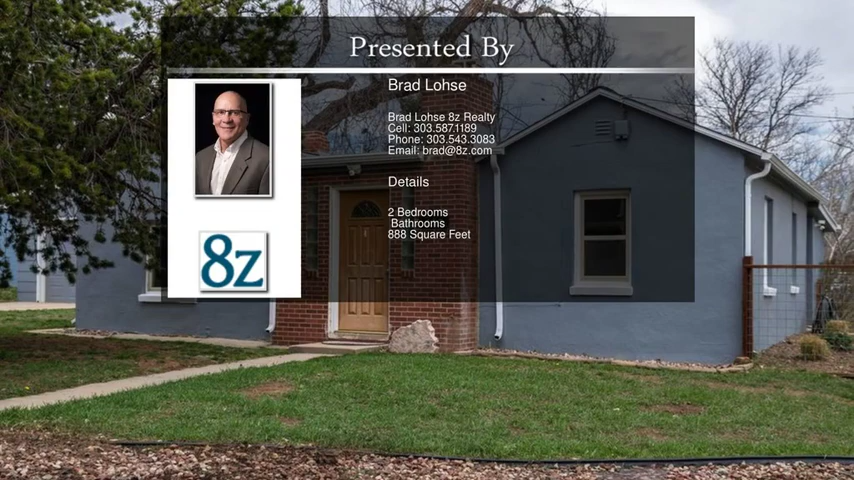 Presented By
Brad Lohse
Brad Lohse 8z Realty
Cell: 303.587.1189
Phone: 303.543.3083
Email: brad@8z.com
Details
2 Bedrooms
Bathrooms
888 Square Feet
8z